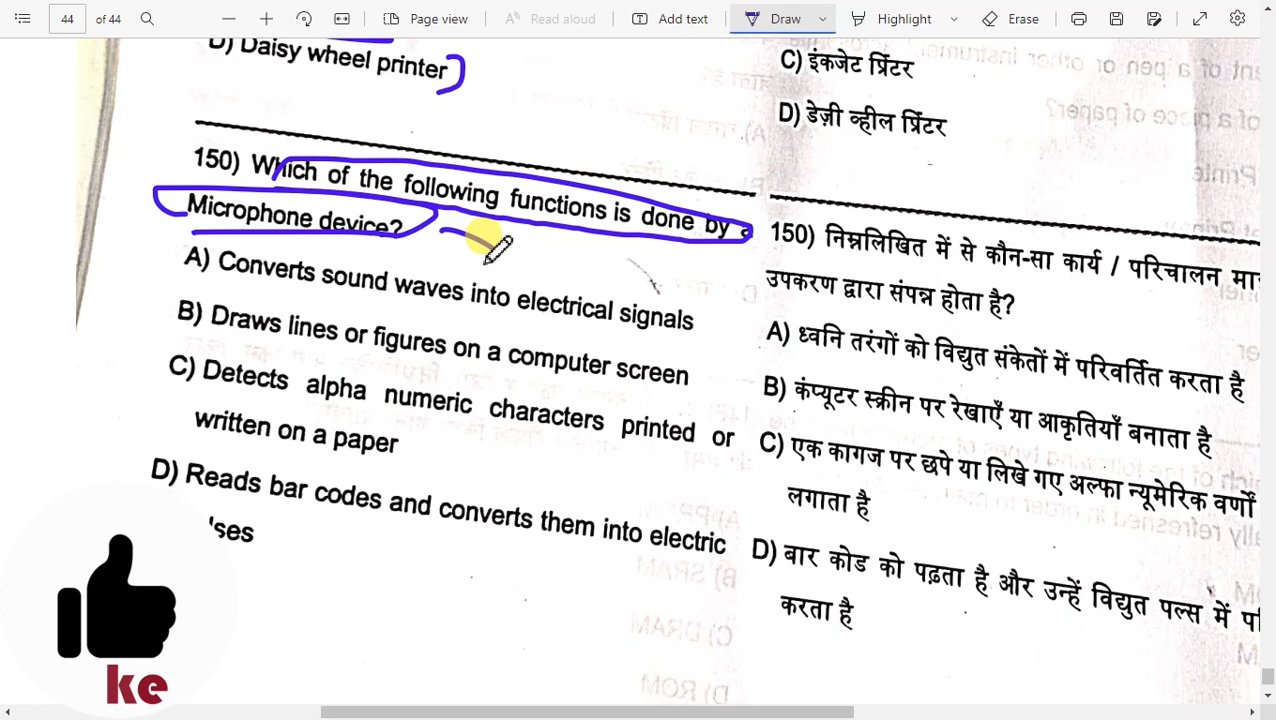 44 of 44 Page view Read aloud Add text Draw Highlight Erase
D) Daisy wheel printer
150) Which of the following functions is done by a
Microphone device?
A) Converts sound waves into electrical signals
B) Draws lines or figures on a computer screen
C) Detects alpha numeric characters printed or
written on a paper
D) Reads bar codes and converts them into electric
lses
C) इंकजेट प्रिंटर
D) डेज़ी व्हील प्रिंटर
150) निम्नलिखित में से कौन-सा कार्य / परिचालन
उपकरण द्वारा संपन्न होता है?
A) ध्वनि तरंगों को विद्युत संकेतों में परिवर्तित करता है
B) कंप्यूटर स्क्रीन पर रेखाएँ या आकृतियाँ बनाता है
C) एक कागज पर छपे या लिखे गए अल्फा न्यूमेरिक वर्णों
लगाता है
D) बार कोड को पढ़ता है और उन्हें विद्युत पल्स में
करता है
ke